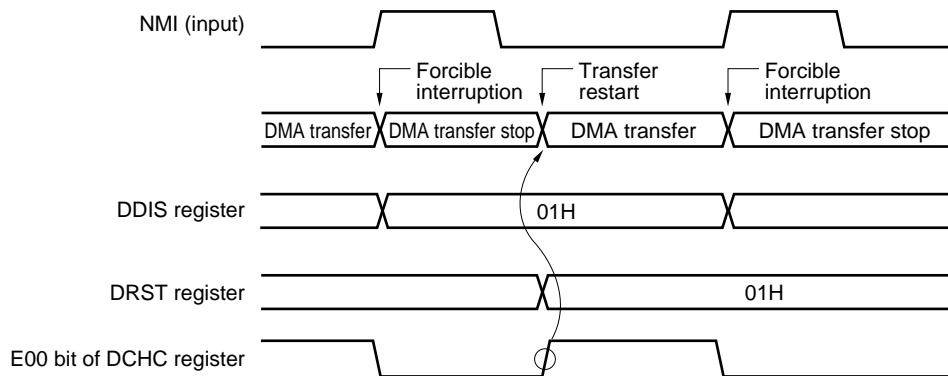 NMI (input)
Forcible
interruption
Transfer
restart
Forcible
interruption
DMA transfer
DMA transfer stop
DMA transfer
DMA transfer stop
DDIS register
01H
DRST register
01H
E00 bit of DCHC register